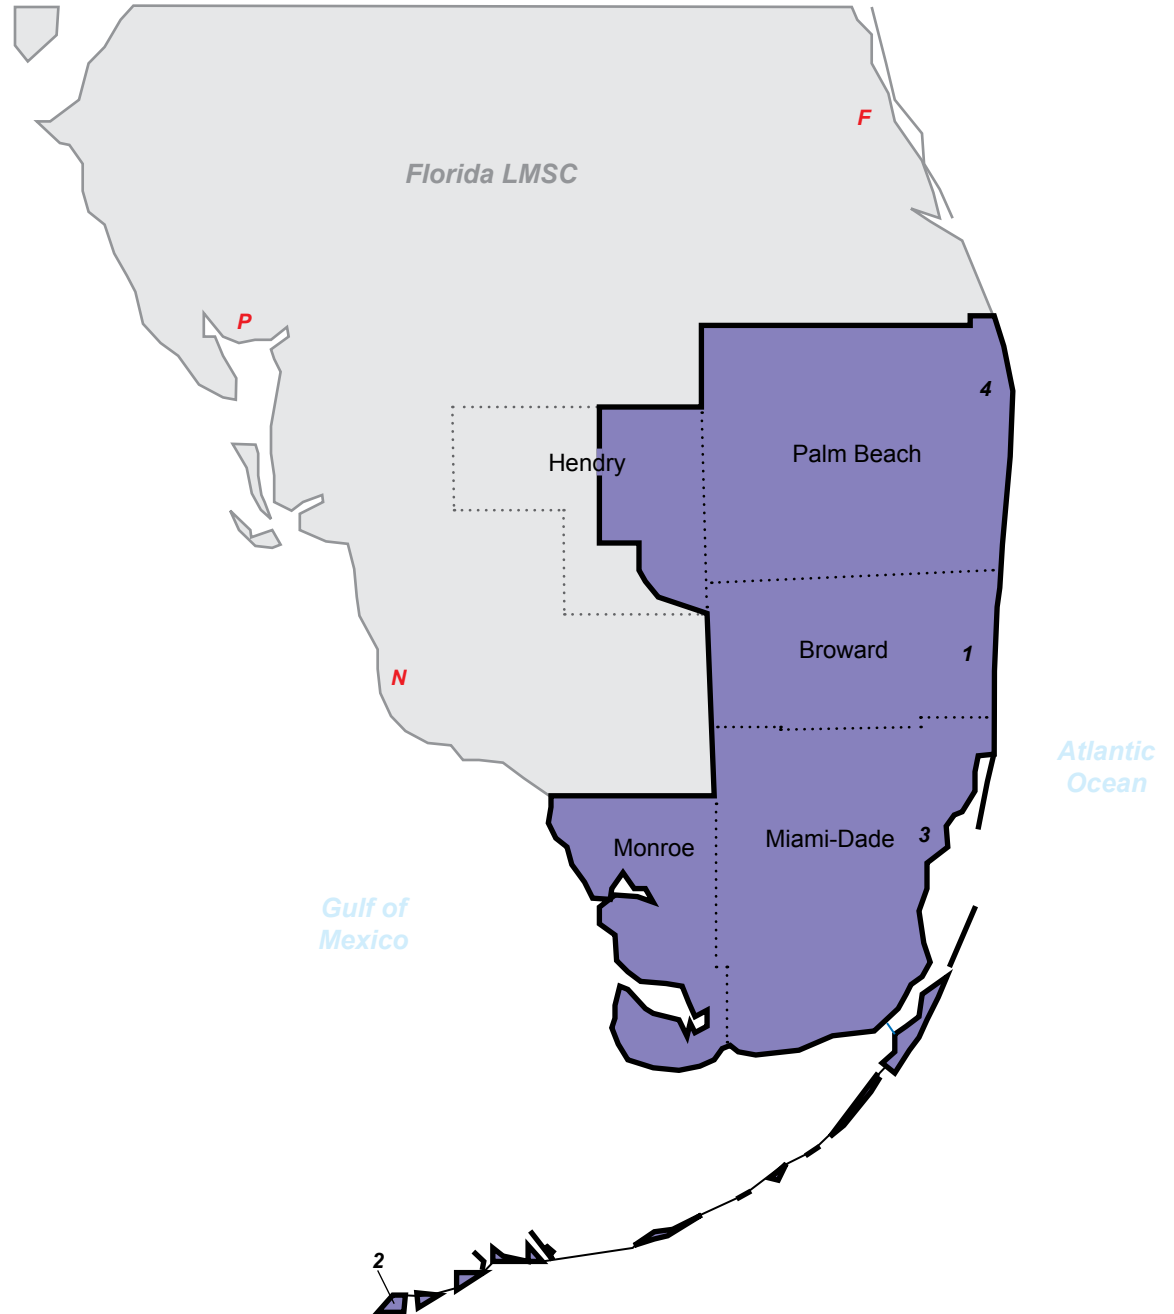 F
Florida LMSC
P
4
Palm Beach
Hendry
Broward
1
N
Atlantic
Ocean
Miami-Dade
3
Monroe
Gulf of
Mexico
2